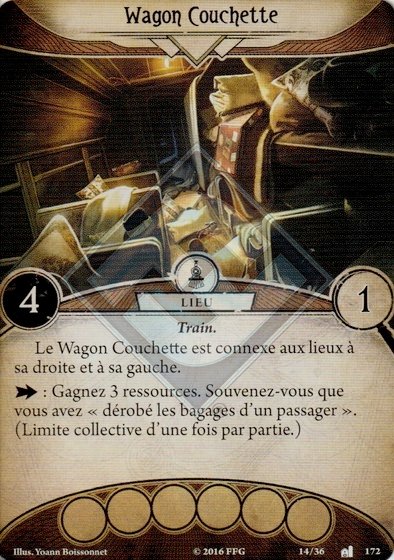 Wagon Couchette
4
LIEU
1
Train.
Le Wagon Couchette est connexe aux lieux à
sa droite et à sa gauche.
: Gagnez 3 ressources. Souvenez-vous que
vous avez « dérobé les bagages d’un passager ».
(Limite collective d’une fois par partie.)
Illus. Yoann Boissonnet
© 2016 FFG
14/36
172